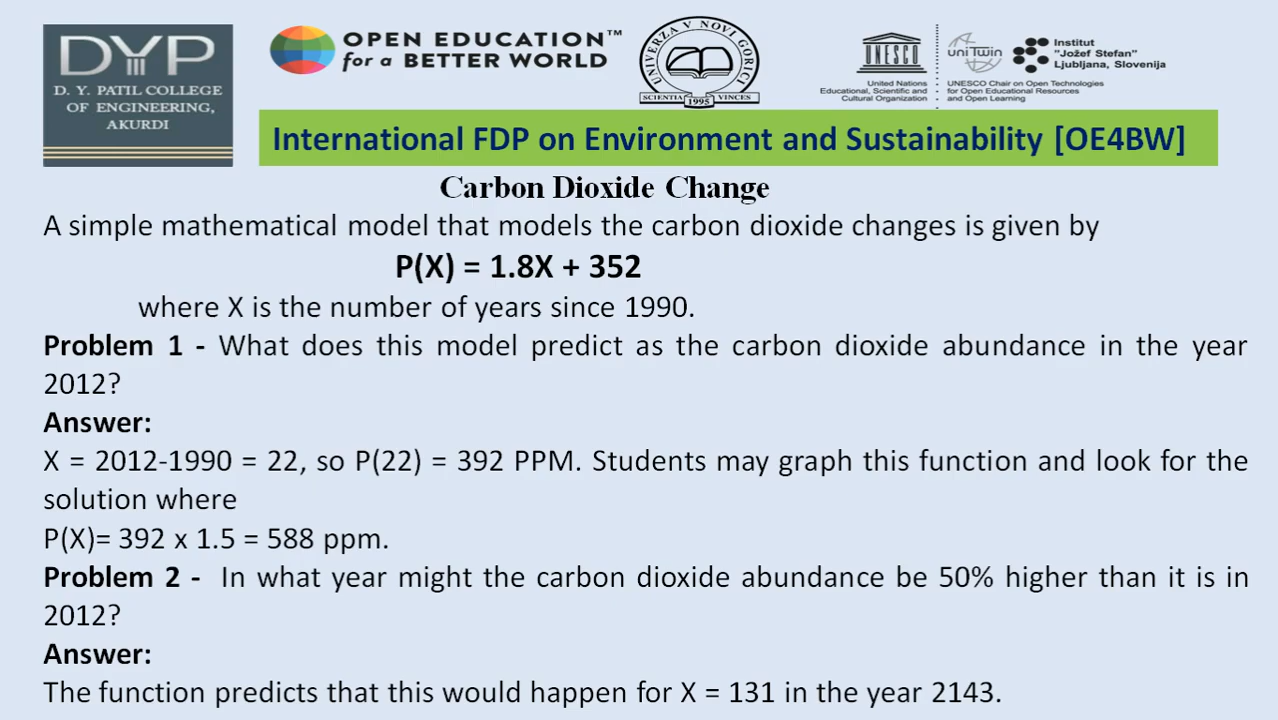 DYP
D. Y. PATIL COLLEGE
OF ENGINEERING,
AKURDI
OPEN EDUCATION™
for a BETTER WORLD
UNIVERZA V NOVI GORICI
SCIENTIA VINCES
1995
UNESCO
United Nations
Educational, Scientific and
Cultural Organization
uniTwin
Institut
"Jožef Stefan"
Ljubljana, Slovenija
UNESCO Chair on Open Technologies
for Open Educational Resources
and Open Learning
International FDP on Environment and Sustainability [OE4BW]
Carbon Dioxide Change
A simple mathematical model that models the carbon dioxide changes is given by
P(X) = 1.8X + 352
where X is the number of years since 1990.
Problem 1 - What does this model predict as the carbon dioxide abundance in the year
2012?
Answer:
X = 2012-1990 = 22, so P(22) = 392 PPM. Students may graph this function and look for the
solution where
P(X)= 392 x 1.5 = 588 ppm.
Problem 2 - In what year might the carbon dioxide abundance be 50% higher than it is in
2012?
Answer:
The function predicts that this would happen for X = 131 in the year 2143.